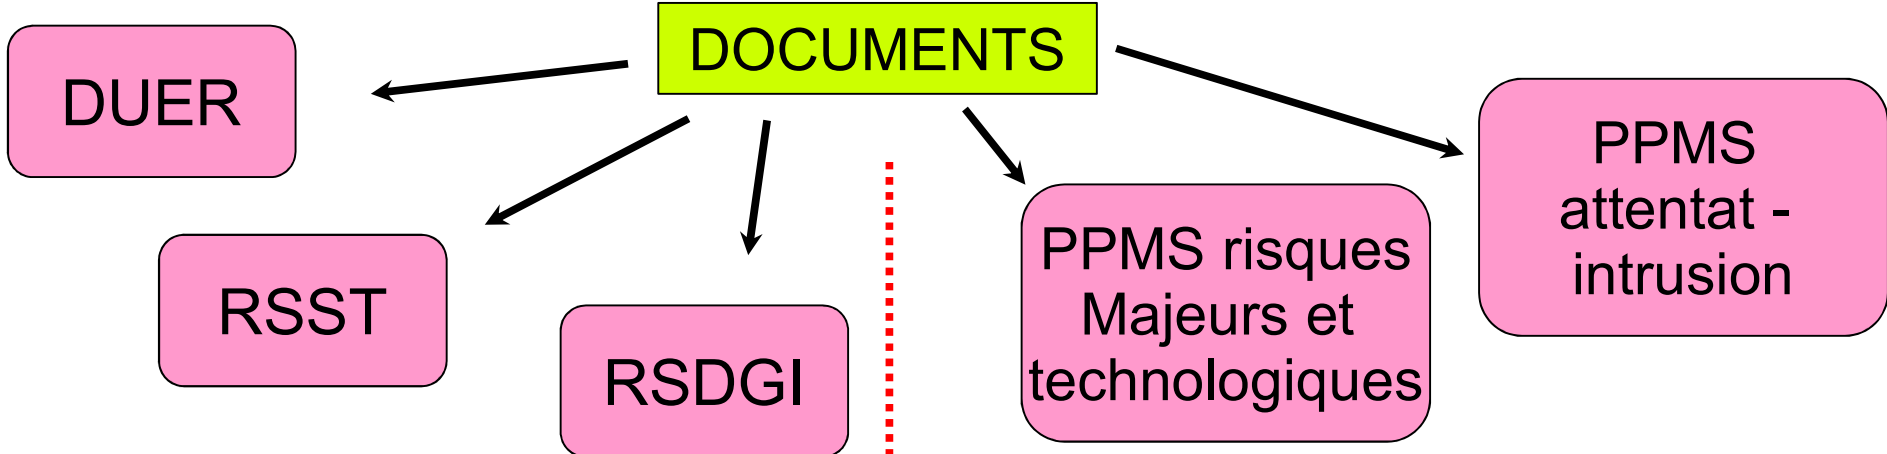 DOCUMENTS
DUER
RSST
RSDGI
PPMS risques
Majeurs et
technologiques
PPMS
attentat -
intrusion